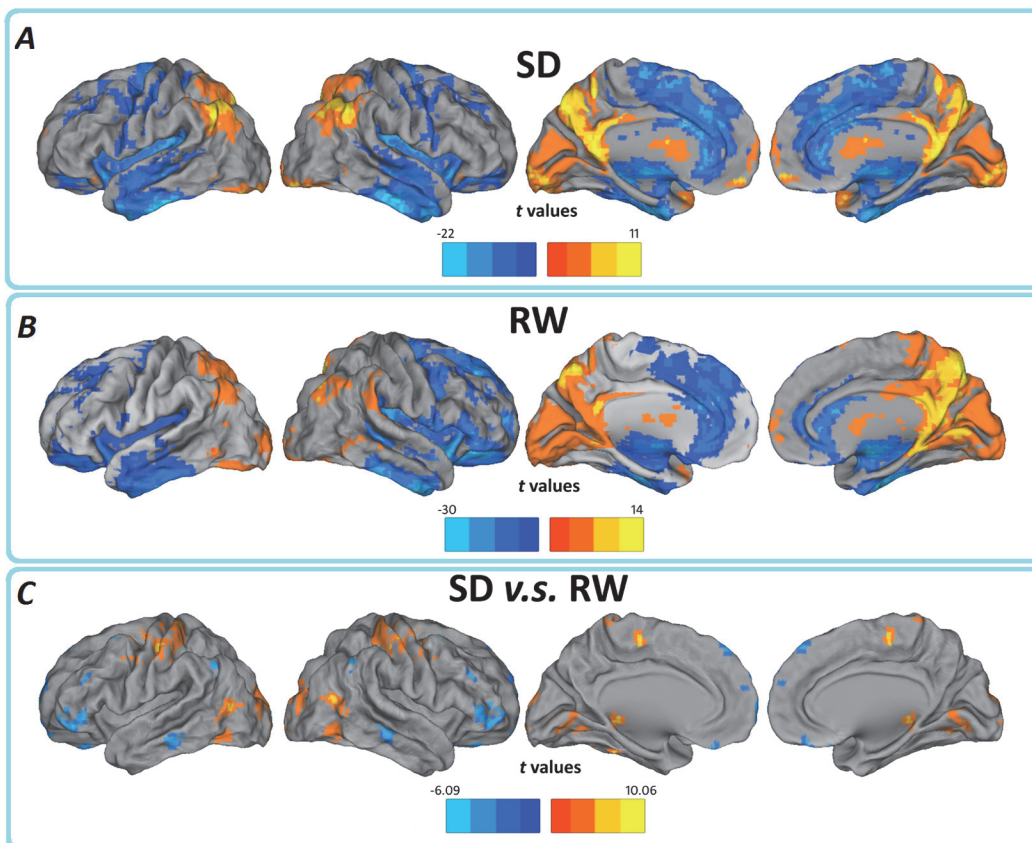 A
SD
t values
-22 11
B
RW
t values
-30 14
C
SD v.s. RW
t values
-6.09 10.06